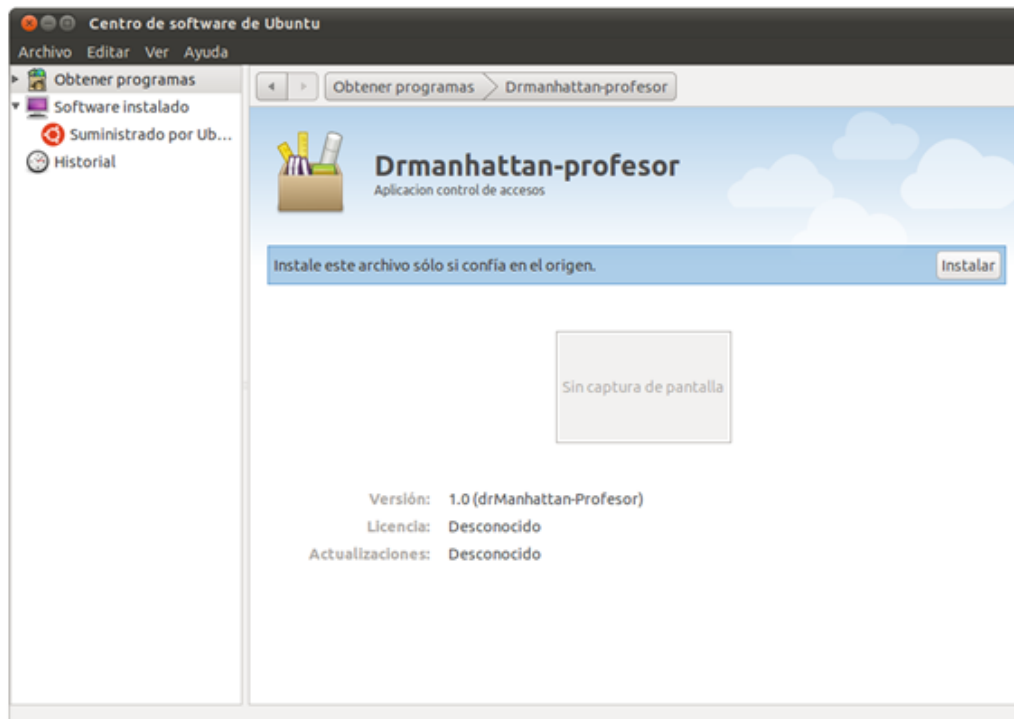 Centro de software de Ubuntu
Archivo Editar Ver Ayuda
Obtener programas
Software instalado
Suministrado por Ub...
Historial
Obtener programas Drmanhattan-profesor
Drmanhattan-profesor
Aplicacion control de accesos
Instale este archivo sólo si confía en el origen. Instalar
Sin captura de pantalla
Versión: 1.0 (drManhattan-Profesor)
Licencia: Desconocido
Actualizaciones: Desconocido